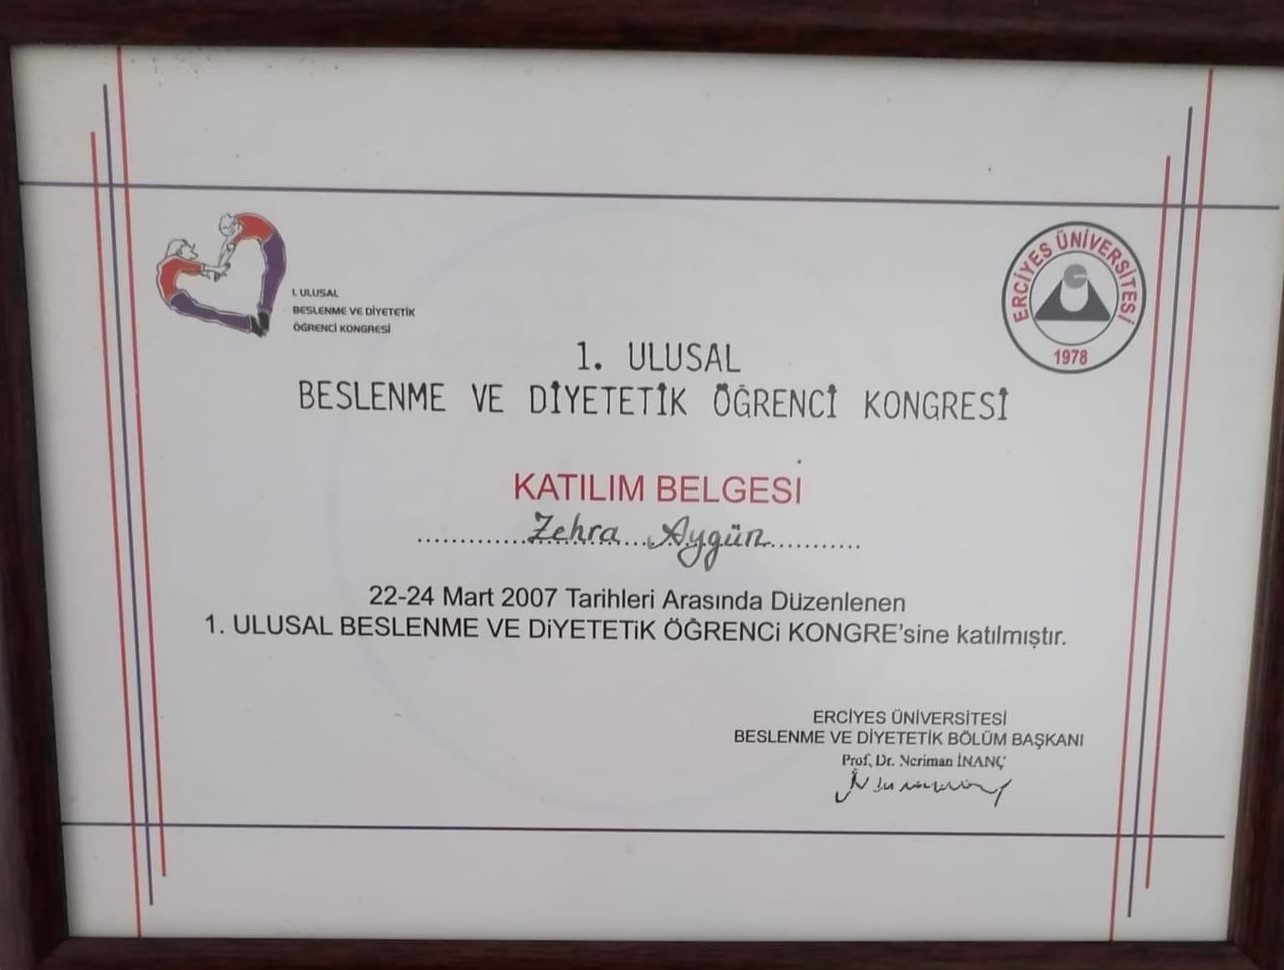 I. ULUSAL
BESLENME VE DİYETETİK
ÖĞRENCİ KONGRESİ
ERCİYES ÜNİVERSİTESİ
1978
1. ULUSAL
BESLENME VE DİYETETİK ÖĞRENCİ KONGRESİ
KATILIM BELGESİ
............Zehra...Aygün............
22-24 Mart 2007 Tarihleri Arasında Düzenlenen
1. ULUSAL BESLENME VE DiYETETiK ÖĞRENCi KONGRE'sine katılmıştır.
ERCİYES ÜNİVERSİTESİ
BESLENME VE DİYETETİK BÖLÜM BAŞKANI
Prof, Dr. Neriman İNANÇ